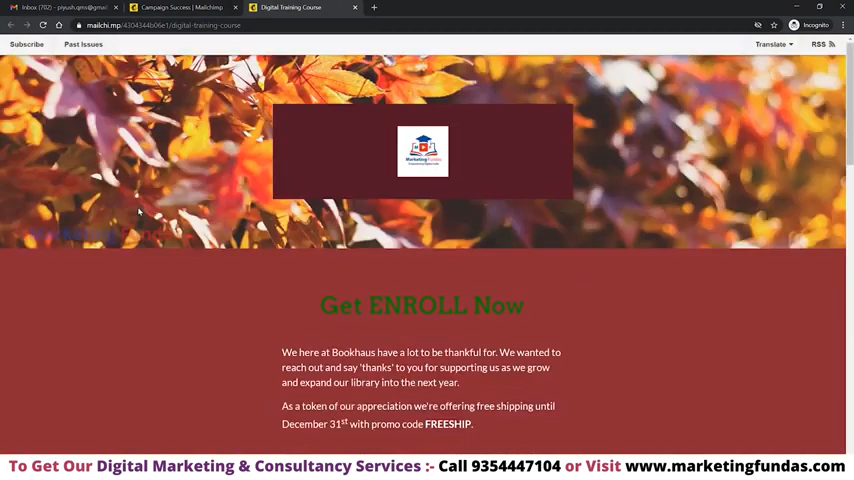 Inbox (702) - piyush.qms@gmail
Campaign Success | Mailchimp
Digital Training Course
mailchi.mp/4304344b06e1/digital-training-course
Incognito
Subscribe
Past Issues
Translate
RSS
Marketing Fundas
Get ENROLL Now
We here at Bookhaus have a lot to be thankful for. We wanted to
reach out and say 'thanks' to you for supporting us as we grow
and expand our library into the next year.
As a token of our appreciation we're offering free shipping until
December 31st with promo code FREESHIP.
To Get Our Digital Marketing & Consultancy Services :- Call 9354447104 or Visit www.marketingfundas.com